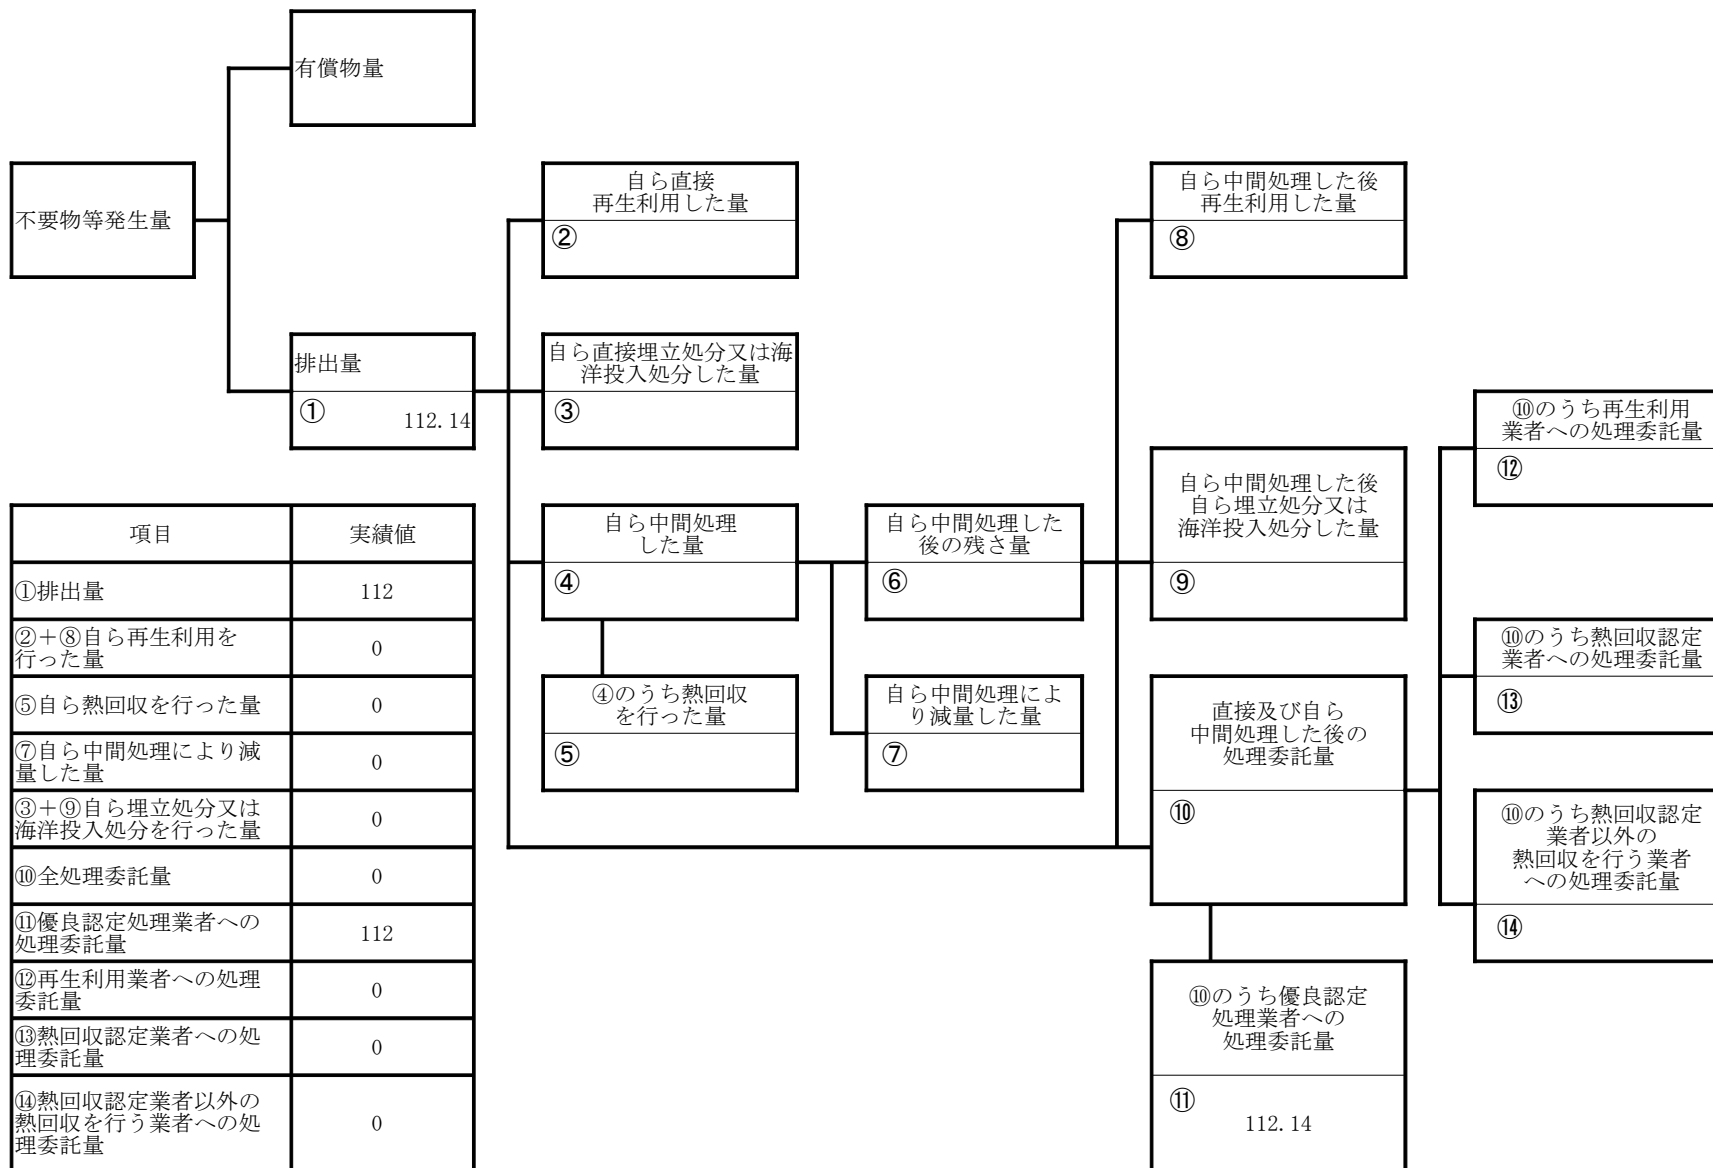 有償物量
不要物等発生量
自ら直接
再生利用した量
②
自ら中間処理した後
再生利用した量
⑧
排出量
①
112.14
自ら直接埋立処分又は海
洋投入処分した量
③
⑩のうち再生利用
業者への処理委託量
⑫
自ら中間処理した後
自ら埋立処分又は
海洋投入処分した量
⑨
自ら中間処理
した量
④
自ら中間処理した
後の残さ量
⑥
⑩のうち熱回収認定
業者への処理委託量
⑬
④のうち熱回収
を行った量
⑤
自ら中間処理によ
り減量した量
⑦
直接及び自ら
中間処理した後の
処理委託量
⑩
⑩のうち熱回収認定
業者以外の
熱回収を行う業者
への処理委託量
⑭
⑩のうち優良認定
処理業者への
処理委託量
⑪
112.14
項目 実績値
①排出量 112
②＋⑧自ら再生利用を
行った量 0
⑤自ら熱回収を行った量 0
⑦自ら中間処理により減
量した量 0
③＋⑨自ら埋立処分又は
海洋投入処分を行った量 0
⑩全処理委託量 0
⑪優良認定処理業者への
処理委託量 112
⑫再生利用業者への処理
委託量 0
⑬熱回収認定業者への処
理委託量 0
⑭熱回収認定業者以外の
熱回収を行う業者への処 0
理委託量